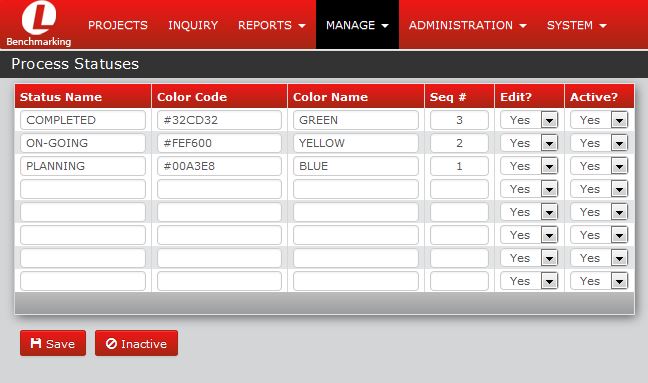 L
Benchmarking
PROJECTS INQUIRY REPORTS MANAGE ADMINISTRATION SYSTEM
Process Statuses
Status Name Color Code Color Name Seq # Edit? Active?
COMPLETED #32CD32 GREEN 3 Yes Yes
ON-GOING #FEF600 YELLOW 2 Yes Yes
PLANNING #00A3E8 BLUE 1 Yes Yes
Yes Yes
Yes Yes
Yes Yes
Yes Yes
Yes Yes
Save Inactive